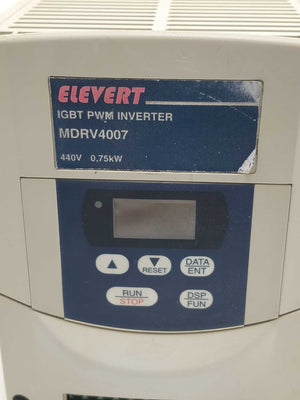 ELEVERT
IGBT PWM INVERTER
MDRV4007
440V 0,75kW
RESET
DATA
ENT
RUN
STOP
DSP
FUN